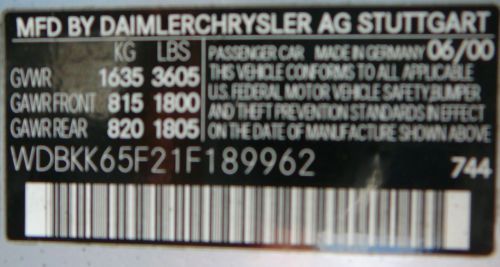 MFD BY DAIMLERCHRYSLER AG STUTTGART
KG LBS
GVWR 1635 3605
GAWR FRONT 815 1800
GAWR REAR 820 1805
PASSENGER CAR MADE IN GERMANY 06/00
THIS VEHICLE CONFORMS TO ALL APPLICABLE
U.S. FEDERAL MOTOR VEHICLE SAFETY, BUMPER
AND THEFT PREVENTION STANDARDS IN EFFECT
ON THE DATE OF MANUFACTURE SHOWN ABOVE
WDBKK65F21F189962 744